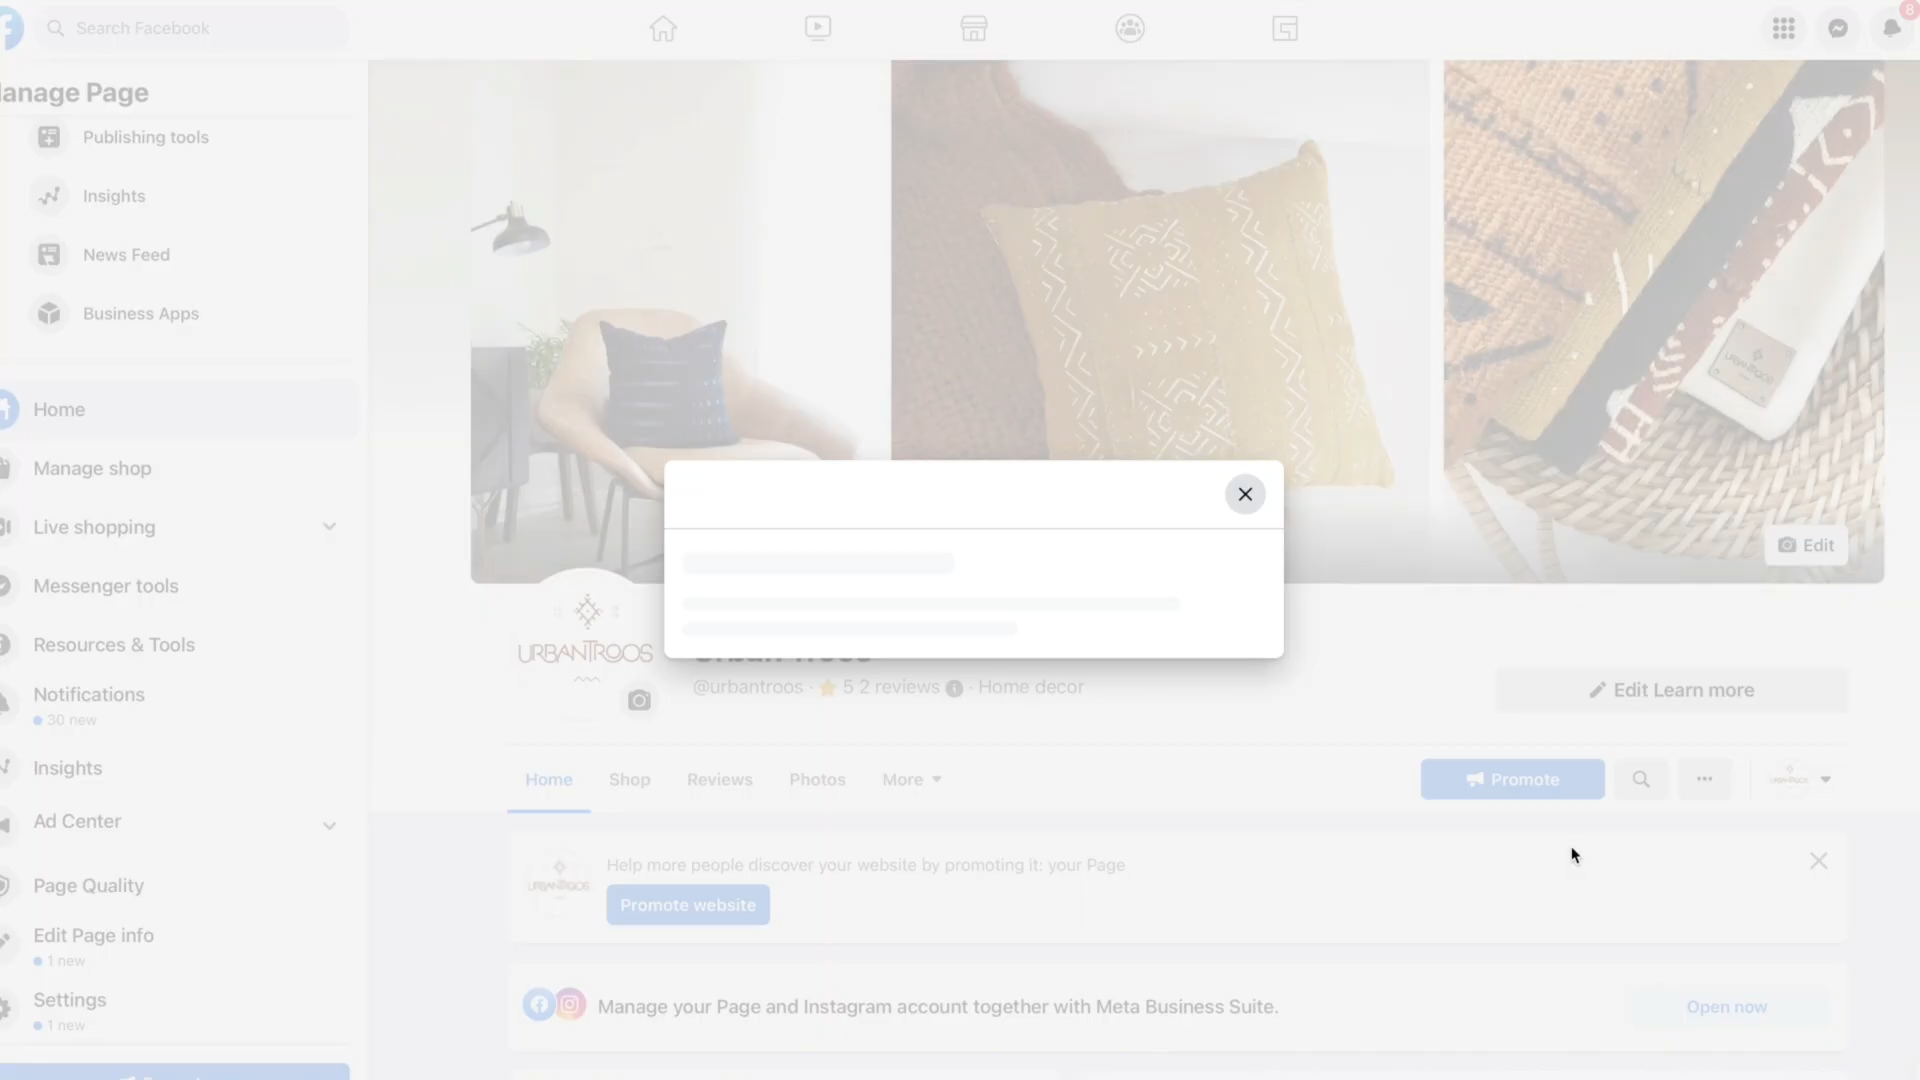 Search Facebook
8
anage Page
Publishing tools
Insights
News Feed
Business Apps
Home
Manage shop
Live shopping
Messenger tools
Resources & Tools
Notifications
30 new
Insights
Ad Center
Page Quality
Edit Page info
1 new
Settings
1 new
Edit
URBANTROOS
@urbantroos · 5 2 reviews · Home decor
Edit Learn more
Home
Shop
Reviews
Photos
More
Promote
Help more people discover your website by promoting it: your Page
Promote website
Manage your Page and Instagram account together with Meta Business Suite.
Open now